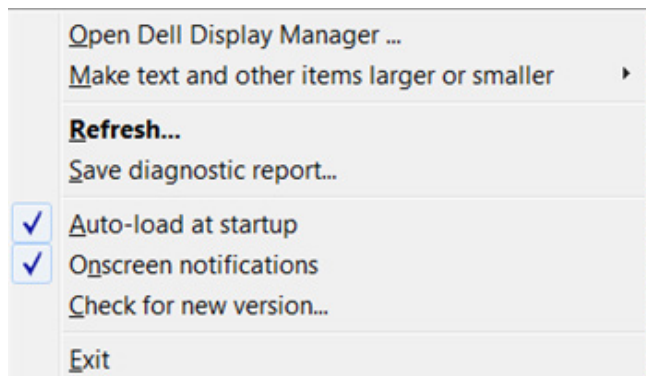 Open Dell Display Manager ...
Make text and other items larger or smaller
Refresh...
Save diagnostic report...
Auto-load at startup
Onscreen notifications
Check for new version...
Exit